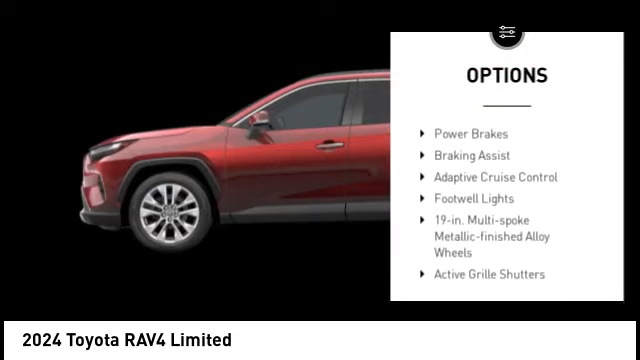 OPTIONS
Power Brakes
Braking Assist
Adaptive Cruise Control
Footwell Lights
19-in. Multi-spoke
Metallic-finished Alloy
Wheels
Active Grille Shutters
2024 Toyota RAV4 Limited